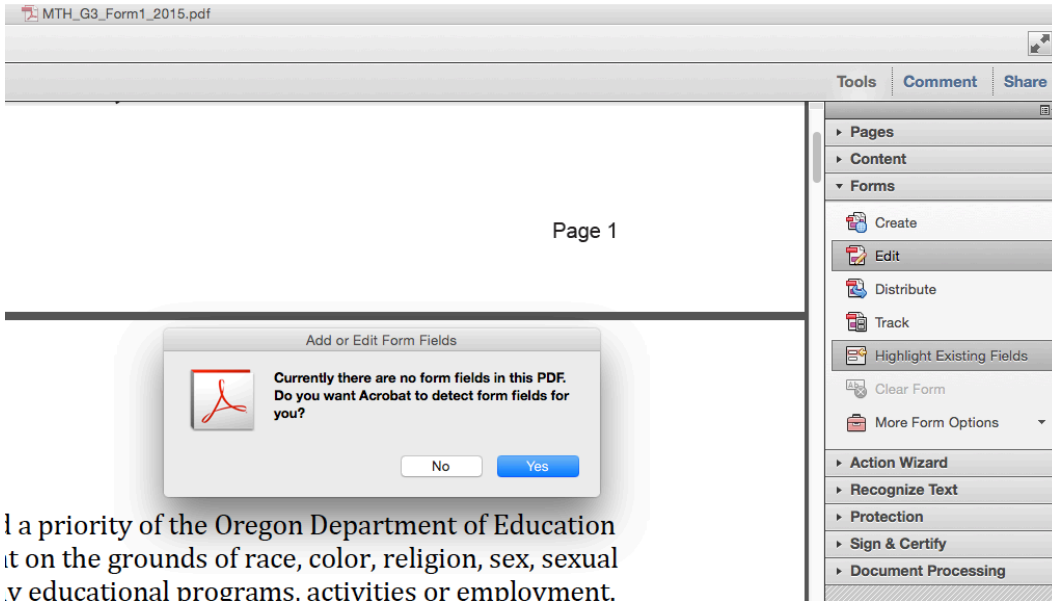 MTH_G3_Form1_2015.pdf
Tools Comment Share
Pages
Content
Forms
Create
Edit
Distribute
Track
Highlight Existing Fields
Clear Form
More Form Options
Action Wizard
Recognize Text
Protection
Sign & Certify
Document Processing
Page 1
Add or Edit Form Fields
Currently there are no form fields in this PDF.
Do you want Acrobat to detect form fields for
you?
No Yes
a priority of the Oregon Department of Education
on the grounds of race, color, religion, sex, sexual
educational programs, activities or employment.